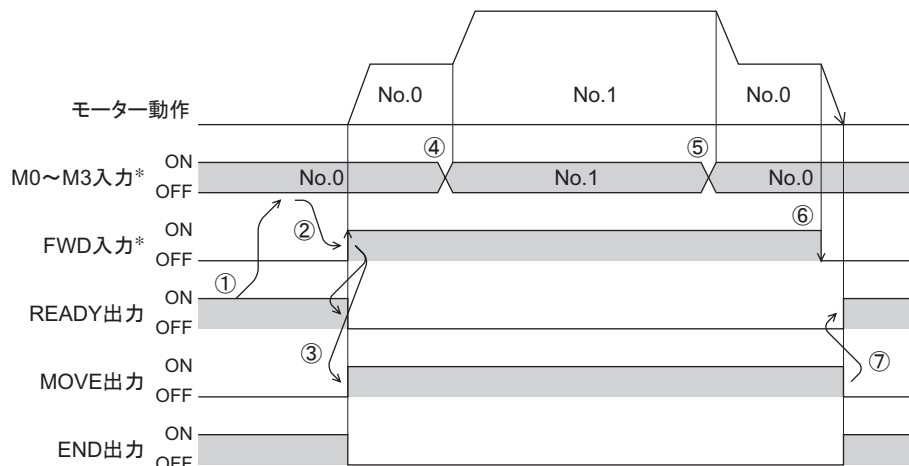 No.0
No.1
No.0
モーター動作
④
⑤
M0～M3入力*
ON
OFF
No.0
No.1
No.0
②
⑥
FWD入力*
ON
OFF
①
READY出力
ON
OFF
③
⑦
MOVE出力
ON
OFF
END出力
ON
OFF